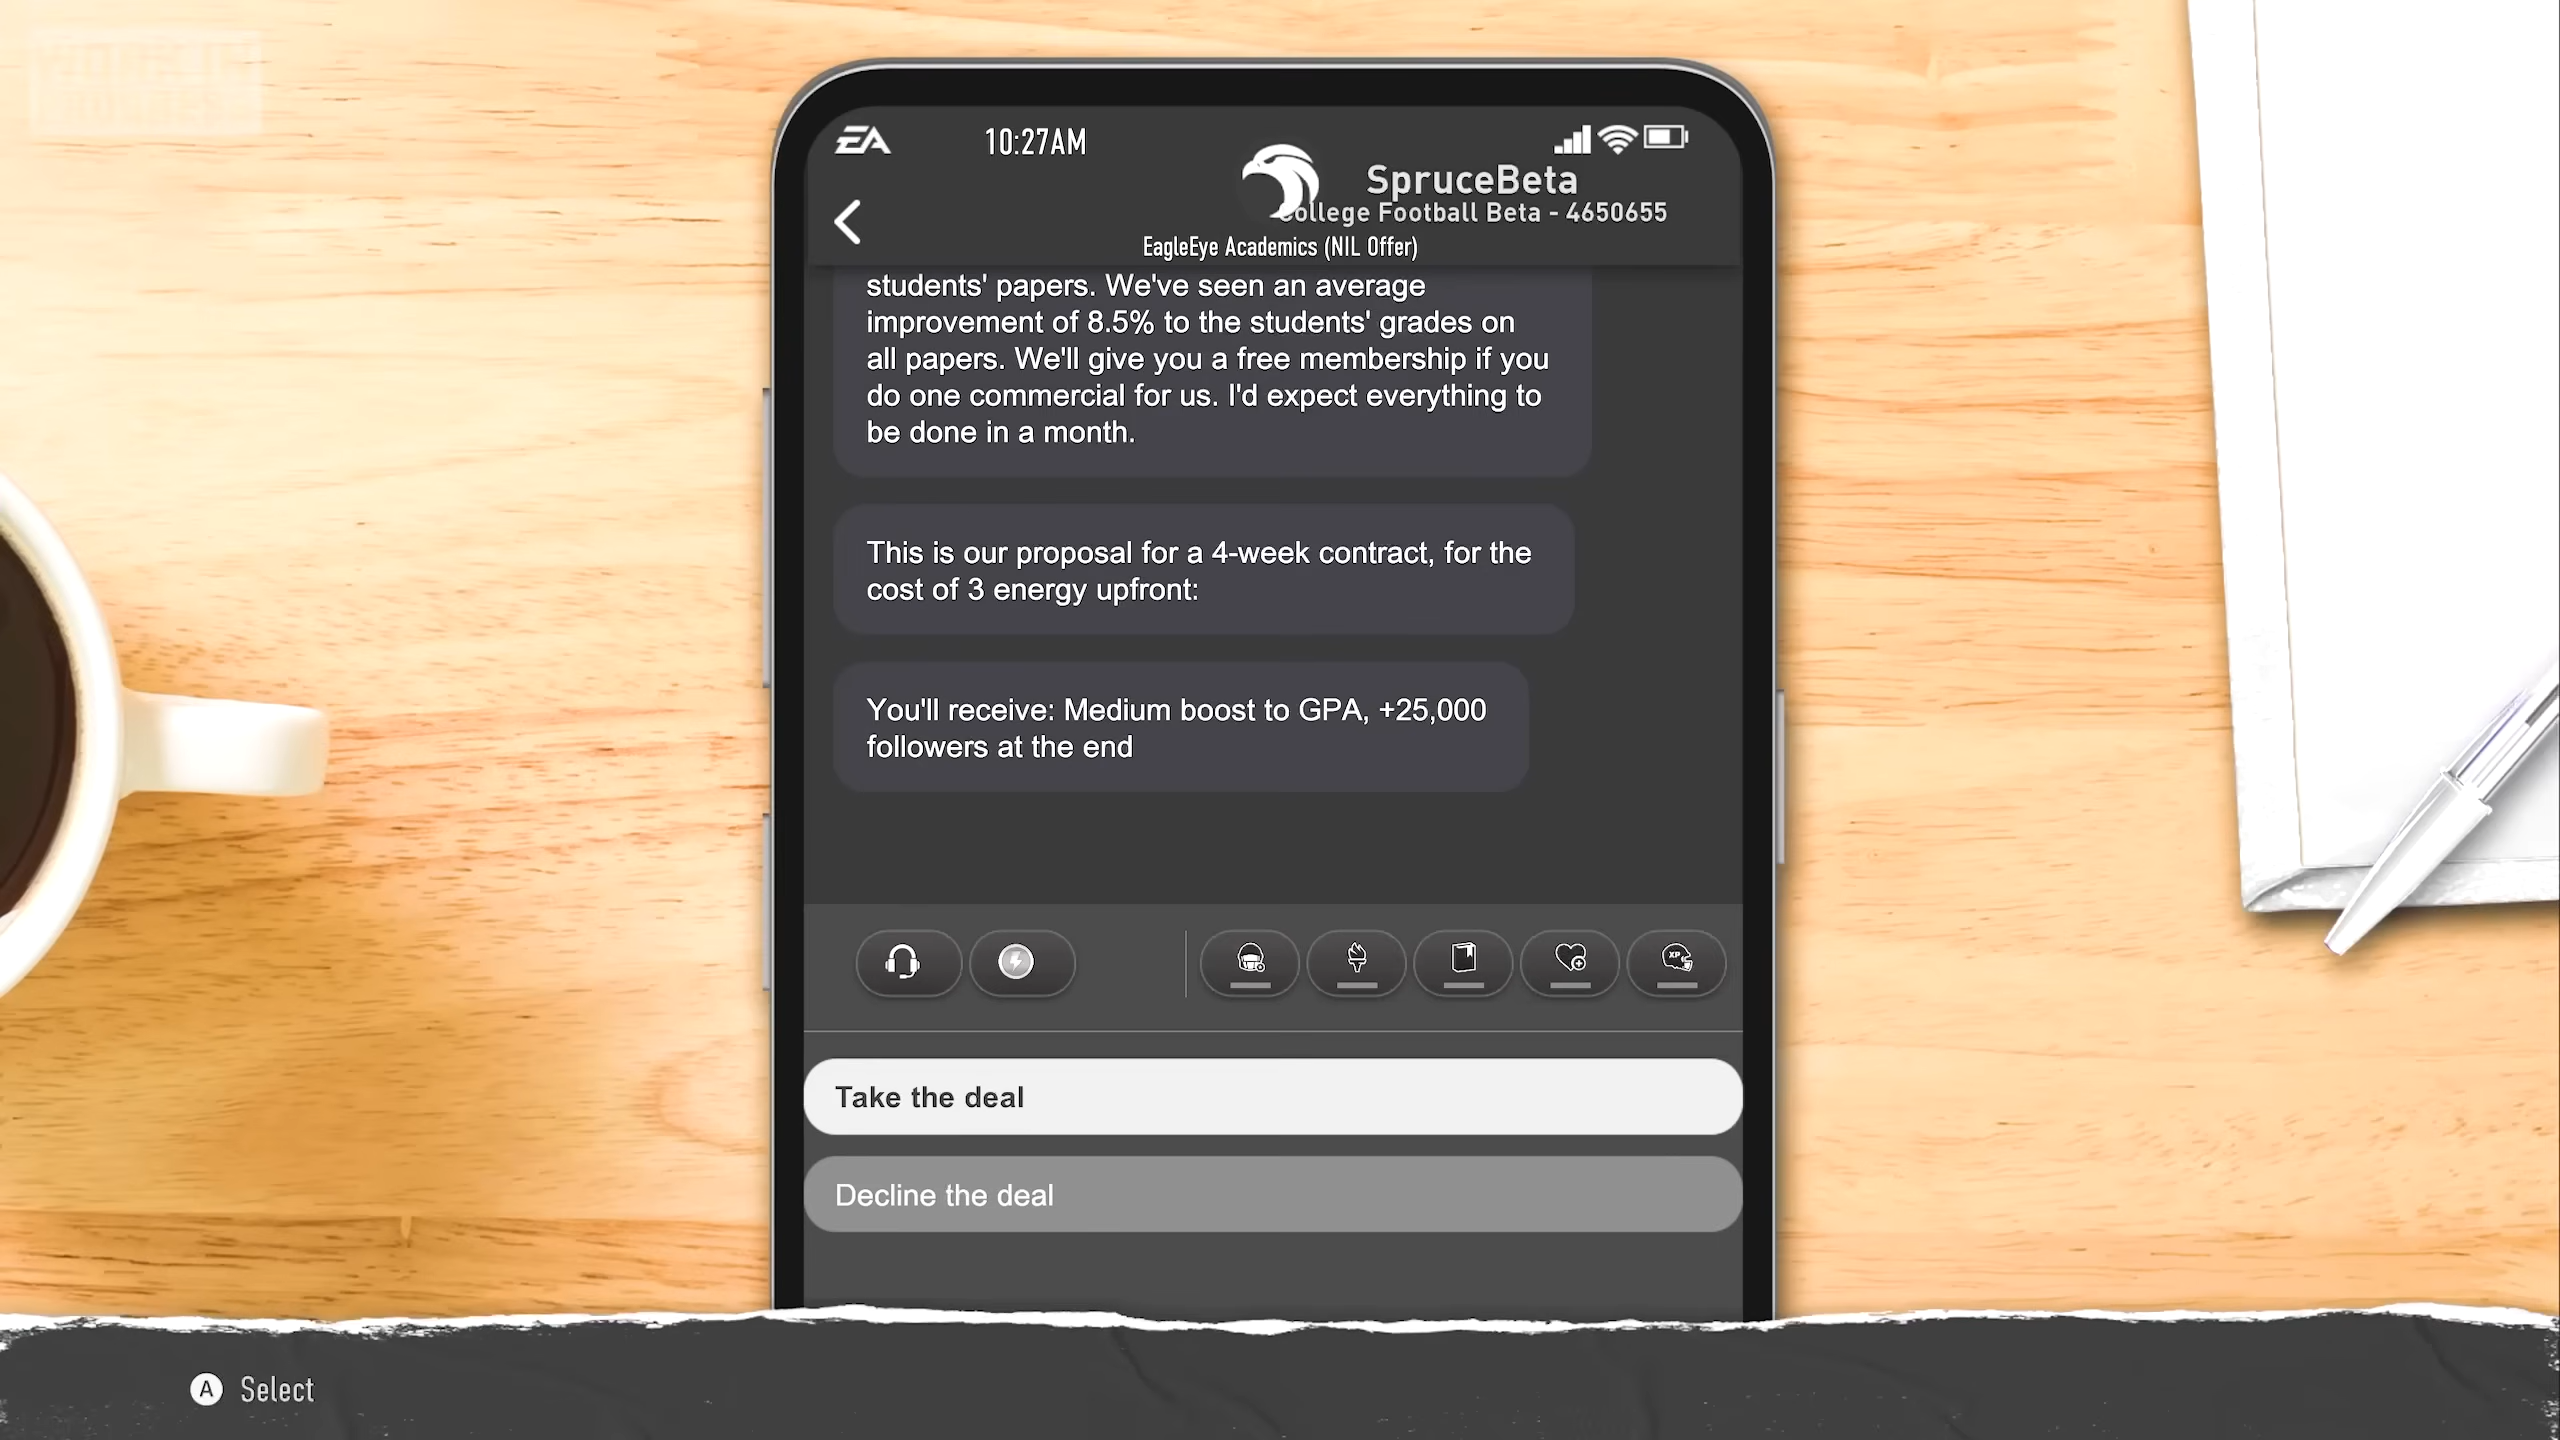 WORK IN
EA
10:27AM
SpruceBeta
College Football Beta - 4650655
EagleEye Academics (NIL Offer)
students' papers. We've seen an average
improvement of 8.5% to the students' grades on
all papers. We'll give you a free membership if you
do one commercial for us. I'd expect everything to
be done in a month.
This is our proposal for a 4-week contract, for the
cost of 3 energy upfront:
You'll receive: Medium boost to GPA, +25,000
followers at the end
XP
Take the deal
Decline the deal
A Select